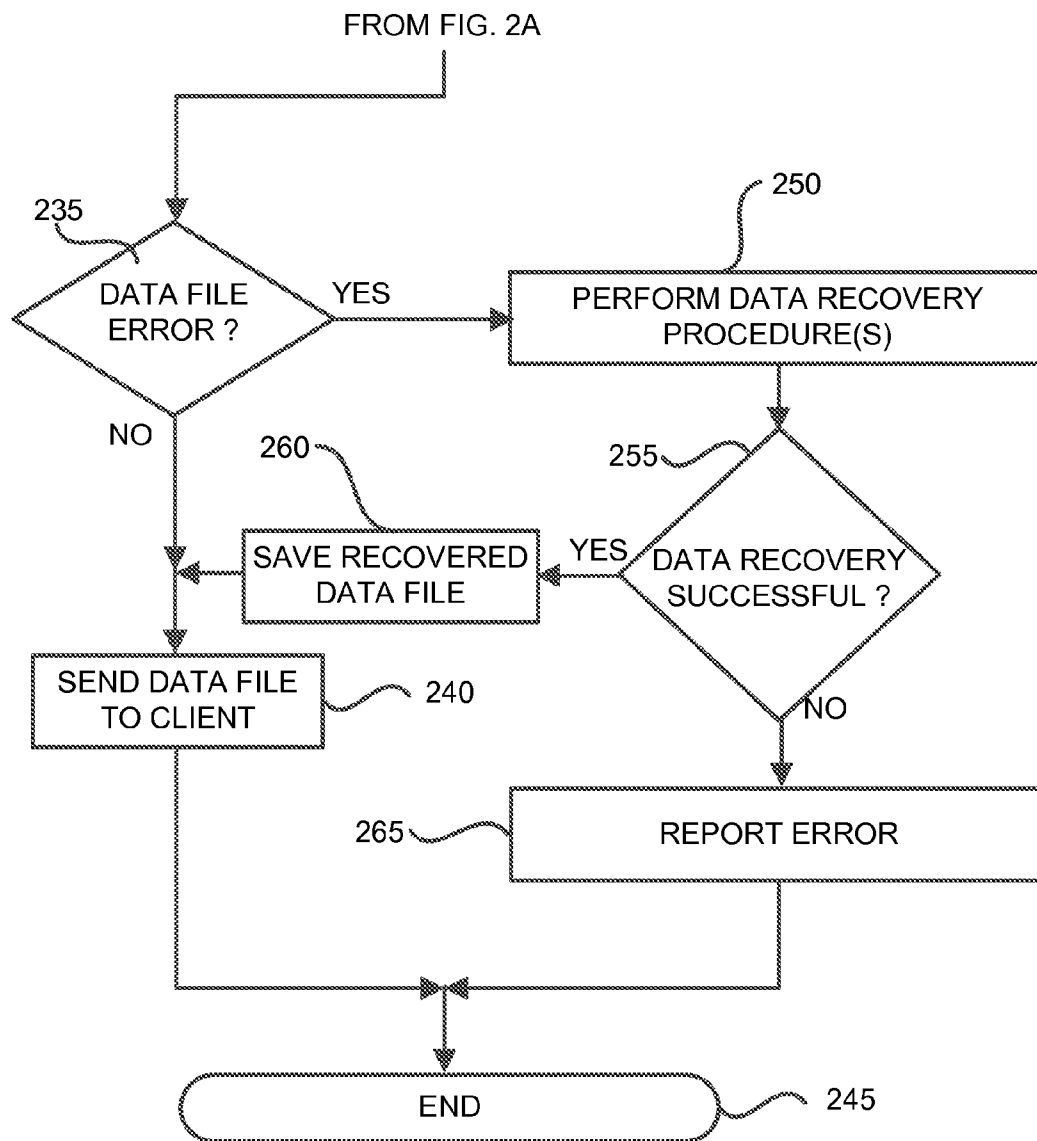 FROM FIG. 2A
235
250
DATA FILE
ERROR ?
YES
PERFORM DATA RECOVERY
PROCEDURE(S)
NO
260
255
SAVE RECOVERED
DATA FILE
YES
DATA RECOVERY
SUCCESSFUL ?
SEND DATA FILE
TO CLIENT
240
NO
265
REPORT ERROR
END
245